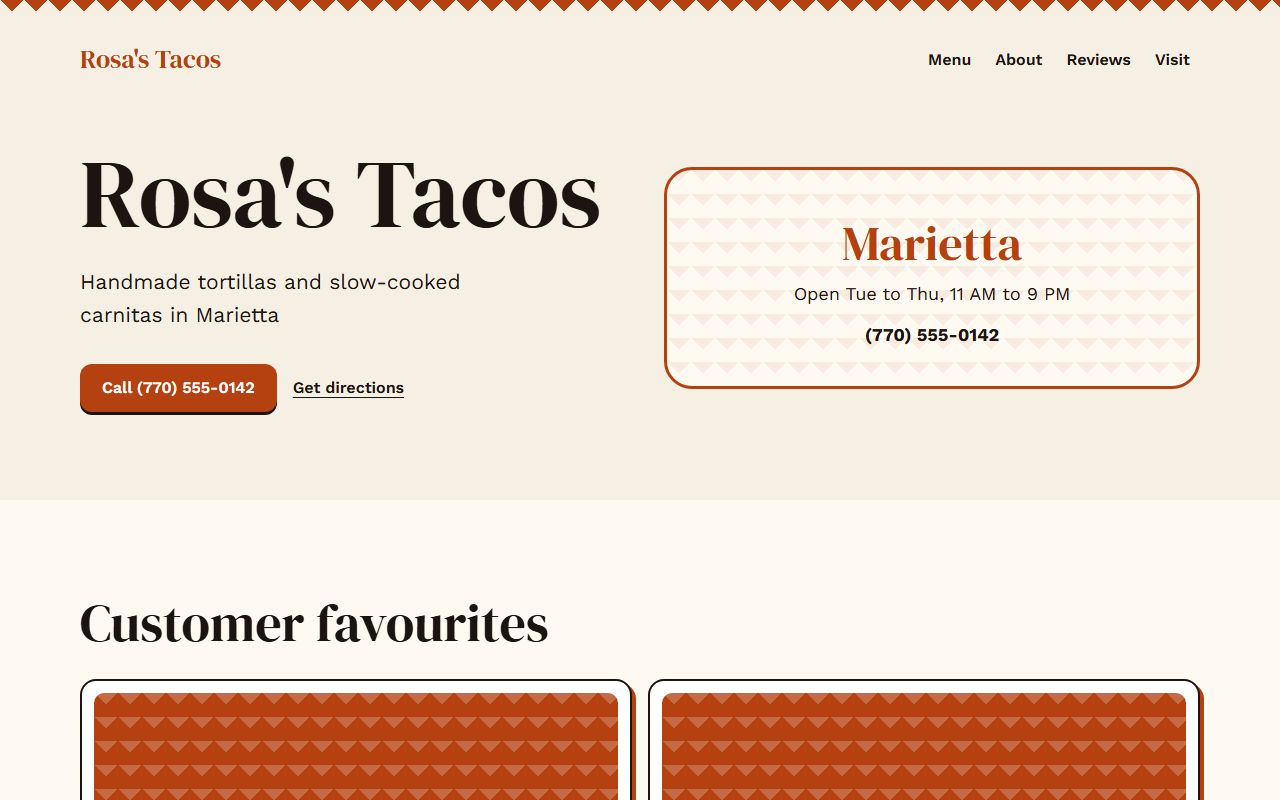 Rosa's Tacos
Menu About Reviews Visit
Rosa's Tacos
Handmade tortillas and slow-cooked
carnitas in Marietta
Call (770) 555-0142 Get directions
Marietta
Open Tue to Thu, 11 AM to 9 PM
(770) 555-0142
Customer favourites